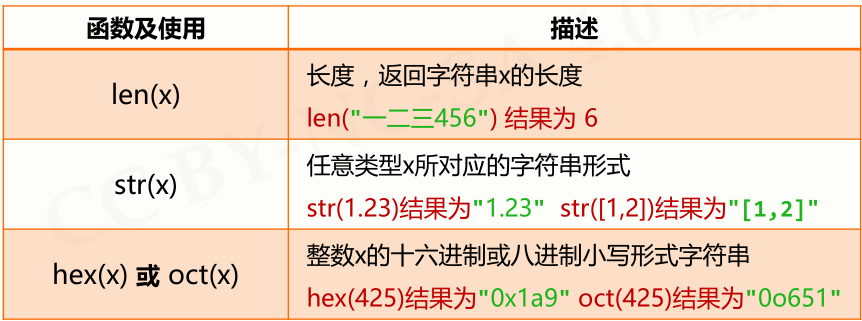 函数及使用 描述
len(x)
长度，返回字符串x的长度
len("一二三456") 结果为 6
str(x)
任意类型x所对应的字符串形式
str(1.23)结果为"1.23" str([1,2])结果为"[1,2]"
hex(x) 或 oct(x)
整数x的十六进制或八进制小写形式字符串
hex(425)结果为"0x1a9" oct(425)结果为"0o651"